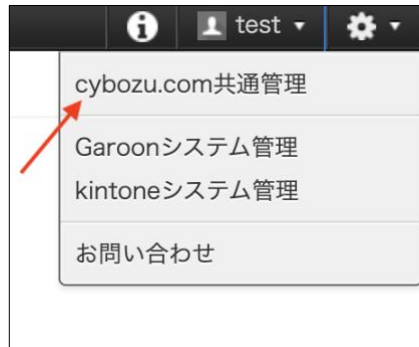 test
cybozu.com共通管理
Garoonシステム管理
kintoneシステム管理
お問い合わせ